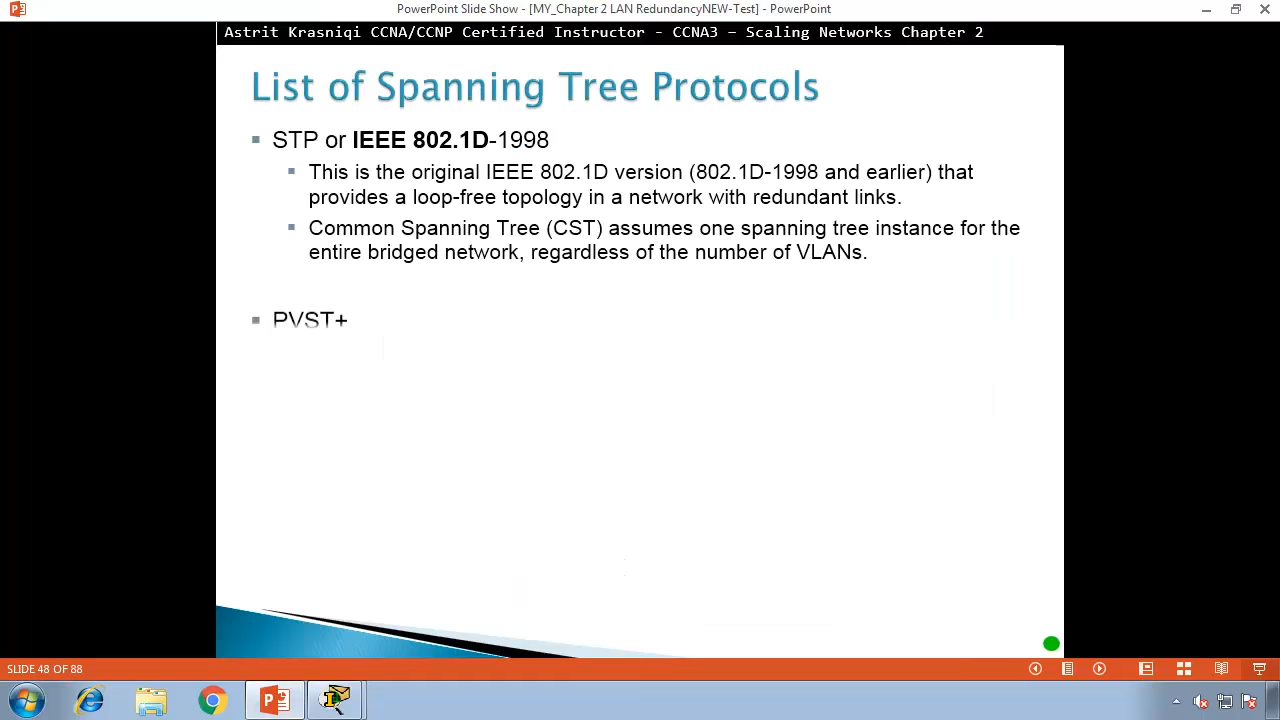 PowerPoint Slide Show - [MY_Chapter 2 LAN RedundancyNEW-Test] - PowerPoint
Astrit Krasniqi CCNA/CCNP Certified Instructor - CCNA3 – Scaling Networks Chapter 2
List of Spanning Tree Protocols
STP or IEEE 802.1D-1998
This is the original IEEE 802.1D version (802.1D-1998 and earlier) that
provides a loop-free topology in a network with redundant links.
Common Spanning Tree (CST) assumes one spanning tree instance for the
entire bridged network, regardless of the number of VLANs.
PVST+
SLIDE 48 OF 88